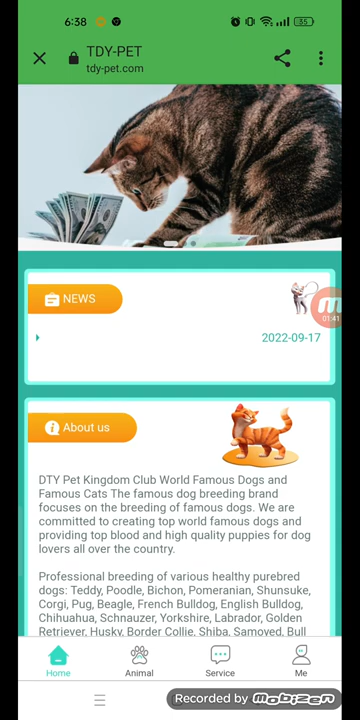 6:38
35
TDY-PET
tdy-pet.com
NEWS
01:41
2022-09-17
About us
DTY Pet Kingdom Club World Famous Dogs and
Famous Cats The famous dog breeding brand
focuses on the breeding of famous dogs. We are
committed to creating top world famous dogs and
providing top blood and high quality puppies for dog
lovers all over the country.
Professional breeding of various healthy purebred
dogs: Teddy, Poodle, Bichon, Pomeranian, Shunsuke,
Corgi, Pug, Beagle, French Bulldog, English Bulldog,
Chihuahua, Schnauzer, Yorkshire, Labrador, Golden
Retriever, Husky, Border Collie, Shiba, Samoyed, Bull
Home
Animal
Service
Me
Recorded by mobizen